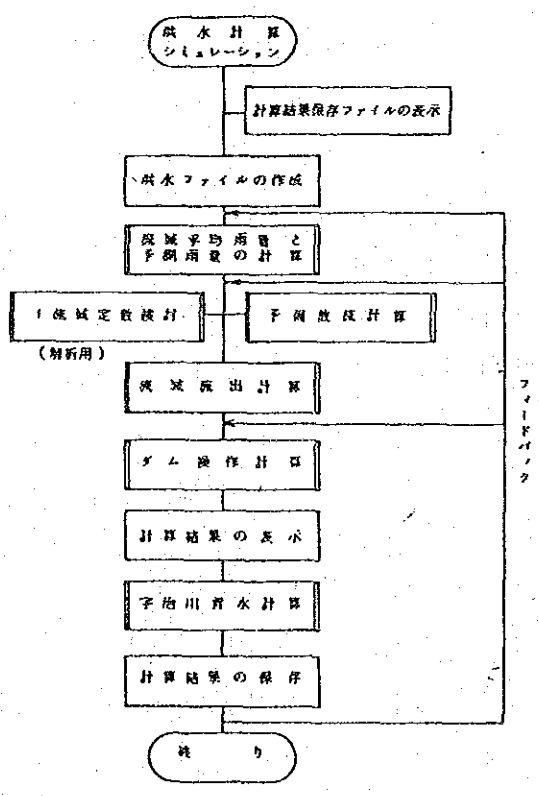 洪水計算
シミュレーション
計算結果保存ファイルの表示
洪水ファイルの作成
流域平均雨量と
予測雨量の計算
1流域定数検討
予測放流計算
(解析用)
流域流出計算
フィードバック
ダム操作計算
計算結果の表示
宇治川背水計算
計算結果の保存
終り